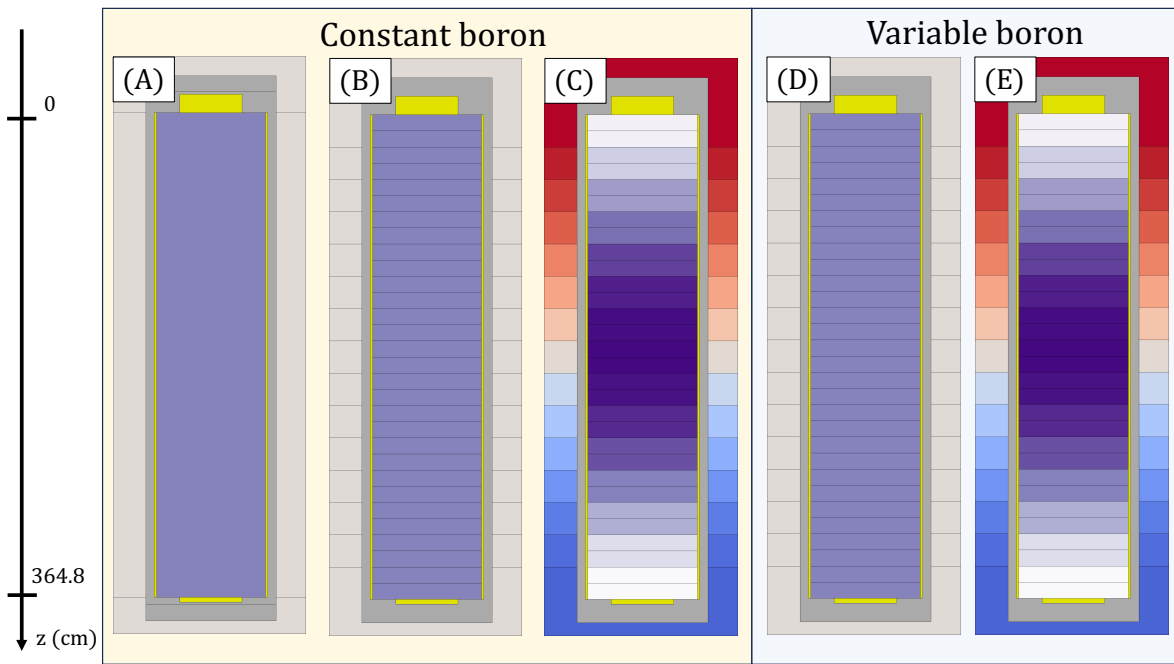 Constant boron
Variable boron
(A)
(B)
(C)
(D)
(E)
0
364.8
z (cm)